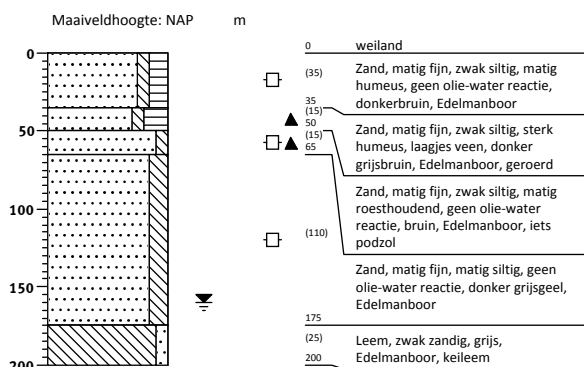 Maaiveldhoogte: NAP m
0
50
100
150
200
0 weiland
(35)
Zand, matig fijn, zwak siltig, matig
humeus, geen olie-water reactie,
donkerbruin, Edelmanboor
35
(15)
50
Zand, matig fijn, zwak siltig, sterk
humeus, laagjes veen, donker
grijsbruin, Edelmanboor, geroerd
(15)
65
Zand, matig fijn, zwak siltig, matig
roesthoudend, geen olie-water
reactie, bruin, Edelmanboor, iets
podzol
(110)
Zand, matig fijn, matig siltig, geen
olie-water reactie, donker grijsgeel,
Edelmanboor
175
(25)
Leem, zwak zandig, grijs,
Edelmanboor, keileem
200